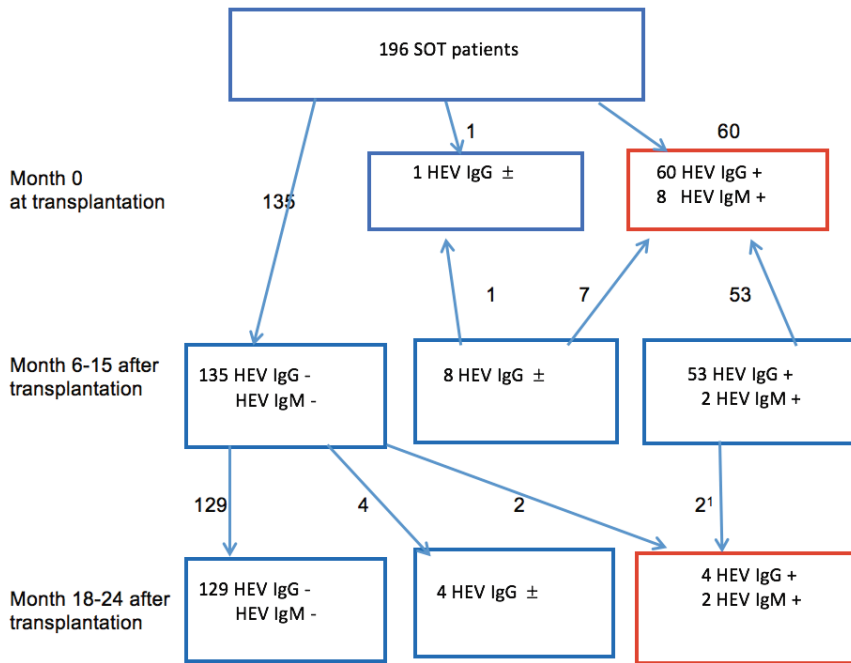 196 SOT patients
1
60
Month 0
at transplantation
135
1 HEV IgG ±
60 HEV IgG +
8 HEV IgM +
1
7
53
Month 6-15 after
transplantation
135 HEV IgG -
HEV IgM -
8 HEV IgG ±
53 HEV IgG +
2 HEV IgM +
129
4
2
2¹
Month 18-24 after
transplantation
129 HEV IgG -
HEV IgM -
4 HEV IgG ±
4 HEV IgG +
2 HEV IgM +